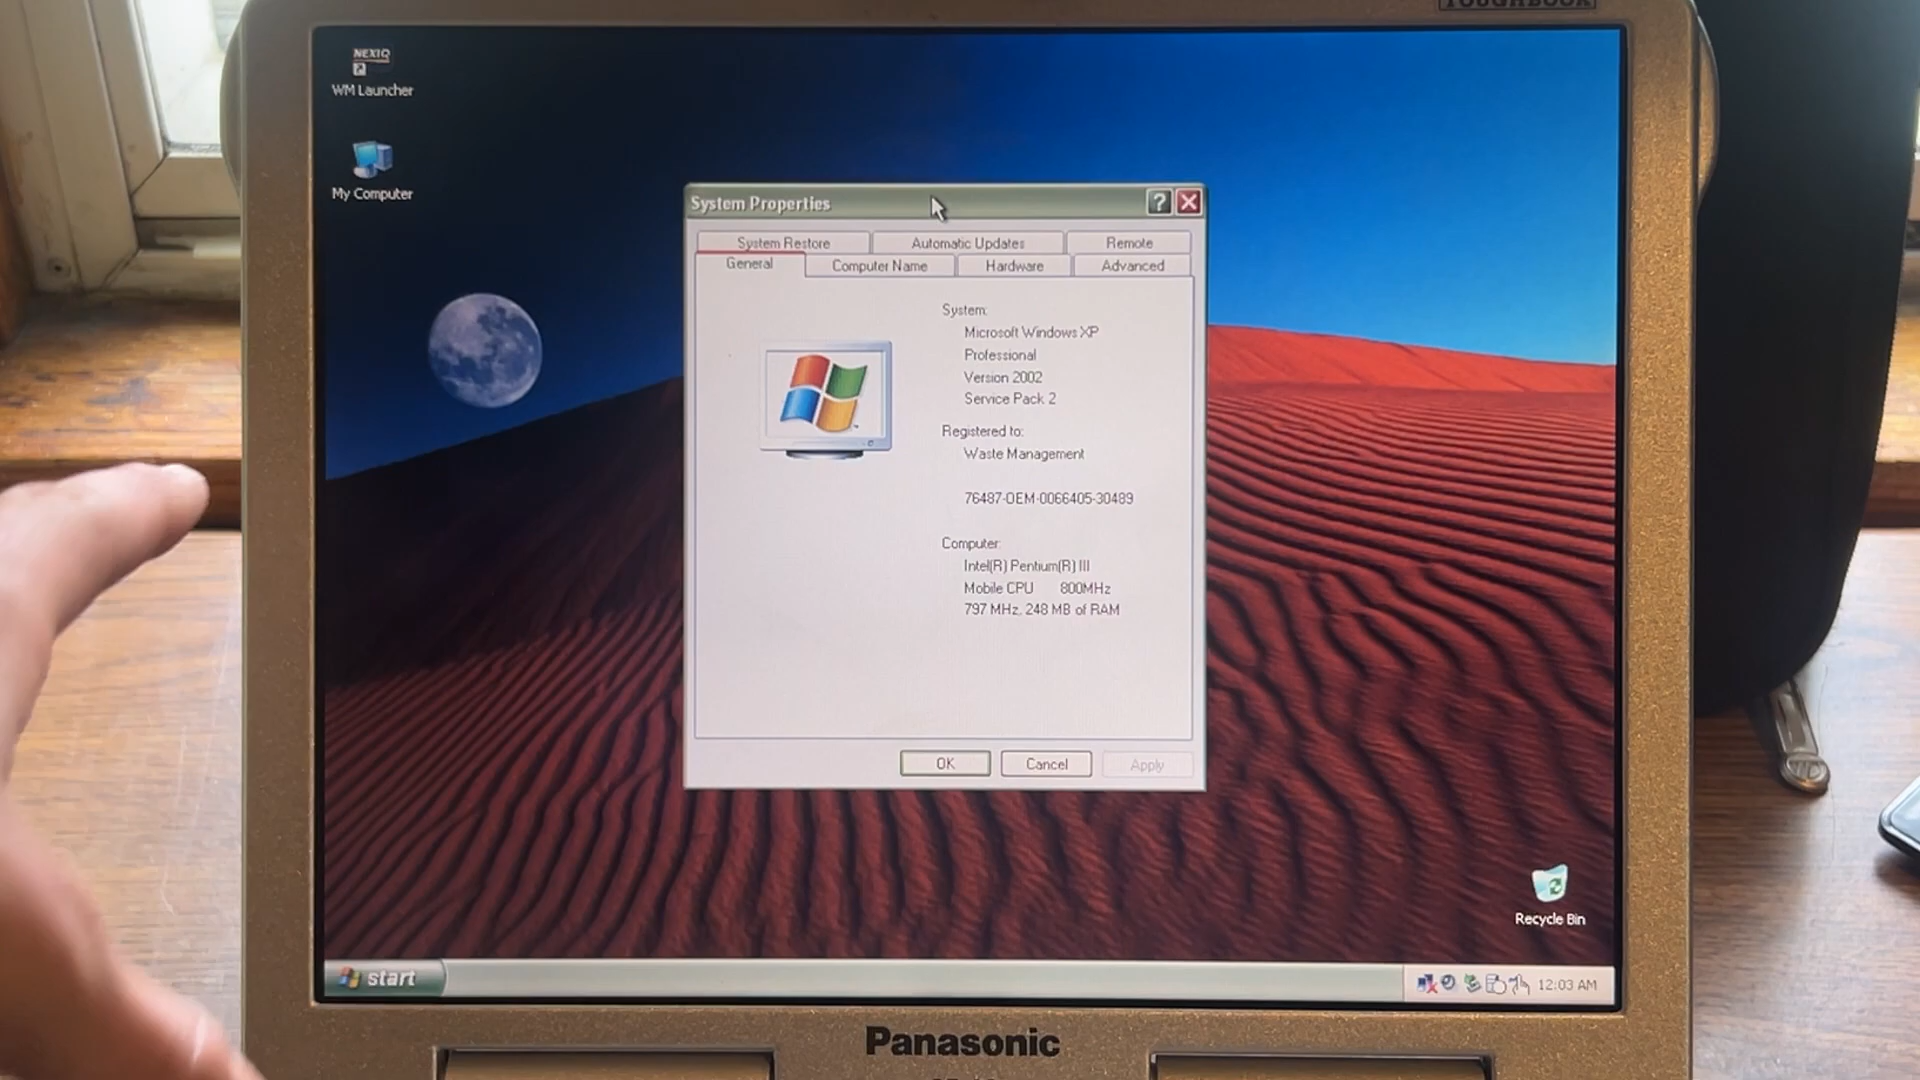 TOUGHBOOK
NEXIQ
WM Launcher
My Computer
System Properties
?
System Restore
Automatic Updates
Remote
General
Computer Name
Hardware
Advanced
System:
Microsoft Windows XP
Professional
Version 2002
Service Pack 2
Registered to:
Waste Management
76487-OEM-0066405-30489
Computer:
Intel(R) Pentium(R) III
Mobile CPU 800MHz
797 MHz, 248 MB of RAM
OK
Cancel
Apply
Recycle Bin
start
12:03 AM
Panasonic